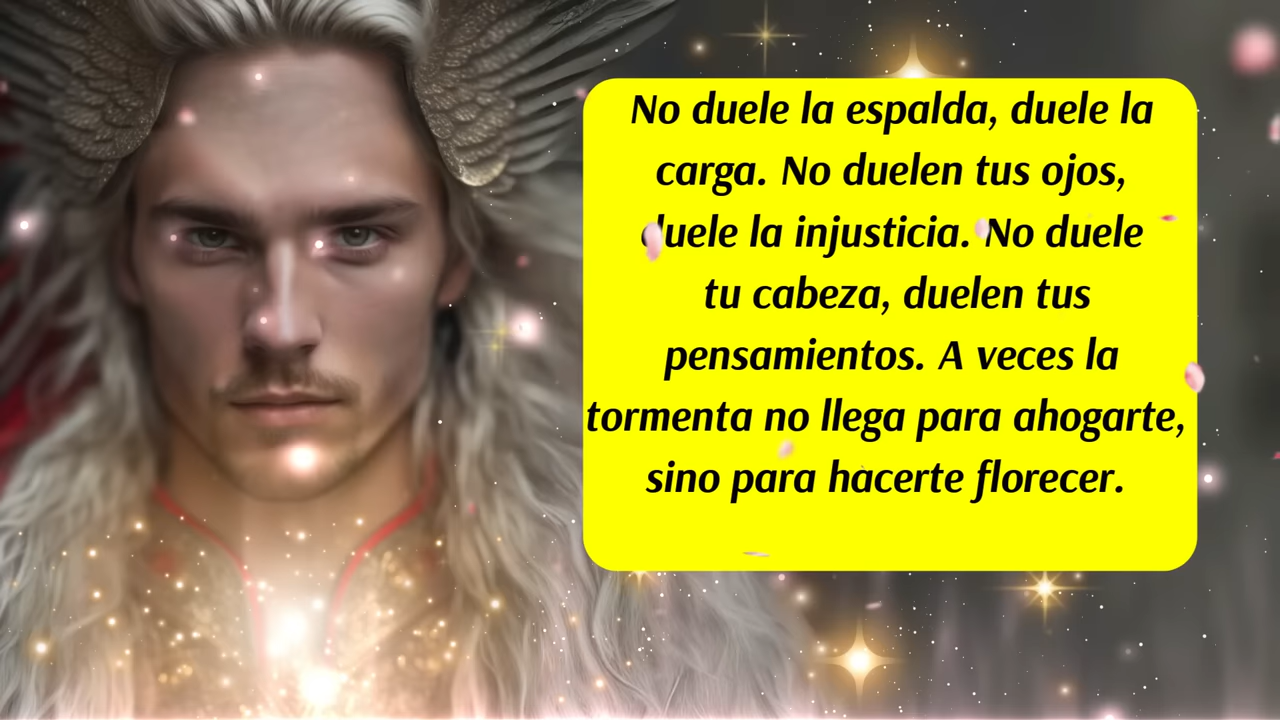 No duele la espalda, duele la
carga. No duelen tus ojos,
duele la injusticia. No duele
tu cabeza, duelen tus
pensamientos. A veces la
tormenta no llega para ahogarte,
sino para hacerte florecer.